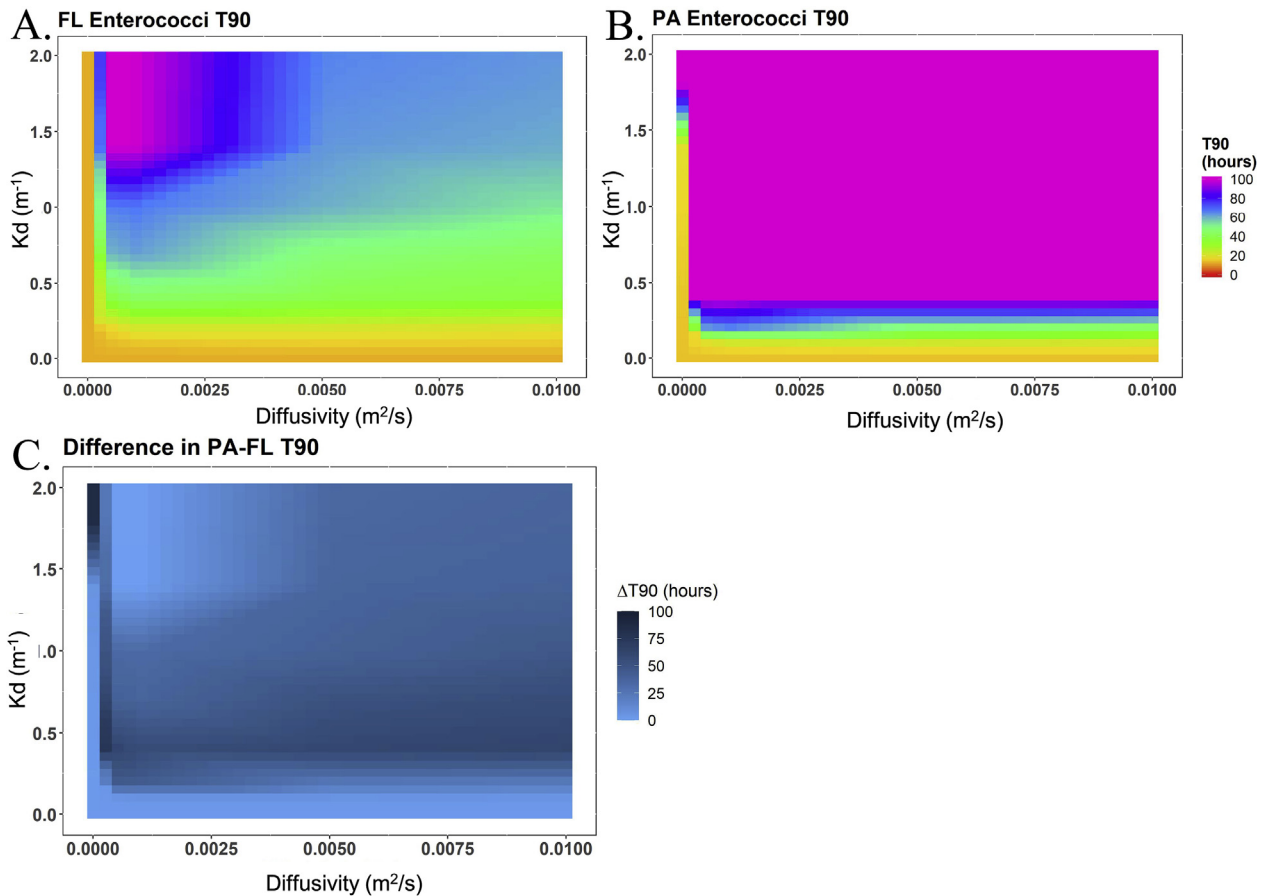 A. FL Enterococci T90
2.0
1.5
0
0.5
0.0
Kd (m-1)
0.0000 0.0025 0.0050 0.0075 0.0100
Diffusivity (m2/s)
B. PA Enterococci T90
2.0
1.5
1.0
0.5
0.0
Kd (m-1)
0.0000 0.0025 0.0050 0.0075 0.0100
Diffusivity (m2/s)
T90
(hours)
100
80
60
40
20
0
C. Difference in PA-FL T90
2.0
1.5
1.0
0.5
0.0
Kd (m-1)
0.0000 0.0025 0.0050 0.0075 0.0100
Diffusivity (m2/s)
ΔT90 (hours)
100
75
50
25
0